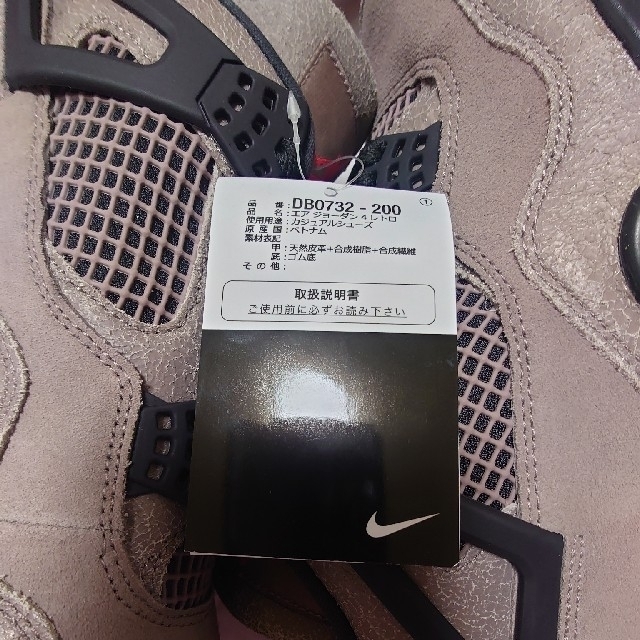 品番:DB0732-200 ①
品名:エア ジョーダン 4 レトロ
使用用途:カジュアルシューズ
原産国:ベトナム
素材表記
甲:天然皮革+合成樹脂+合成繊維
底:ゴム底
その他:
取扱説明書
ご使用前に必ずお読み下さい